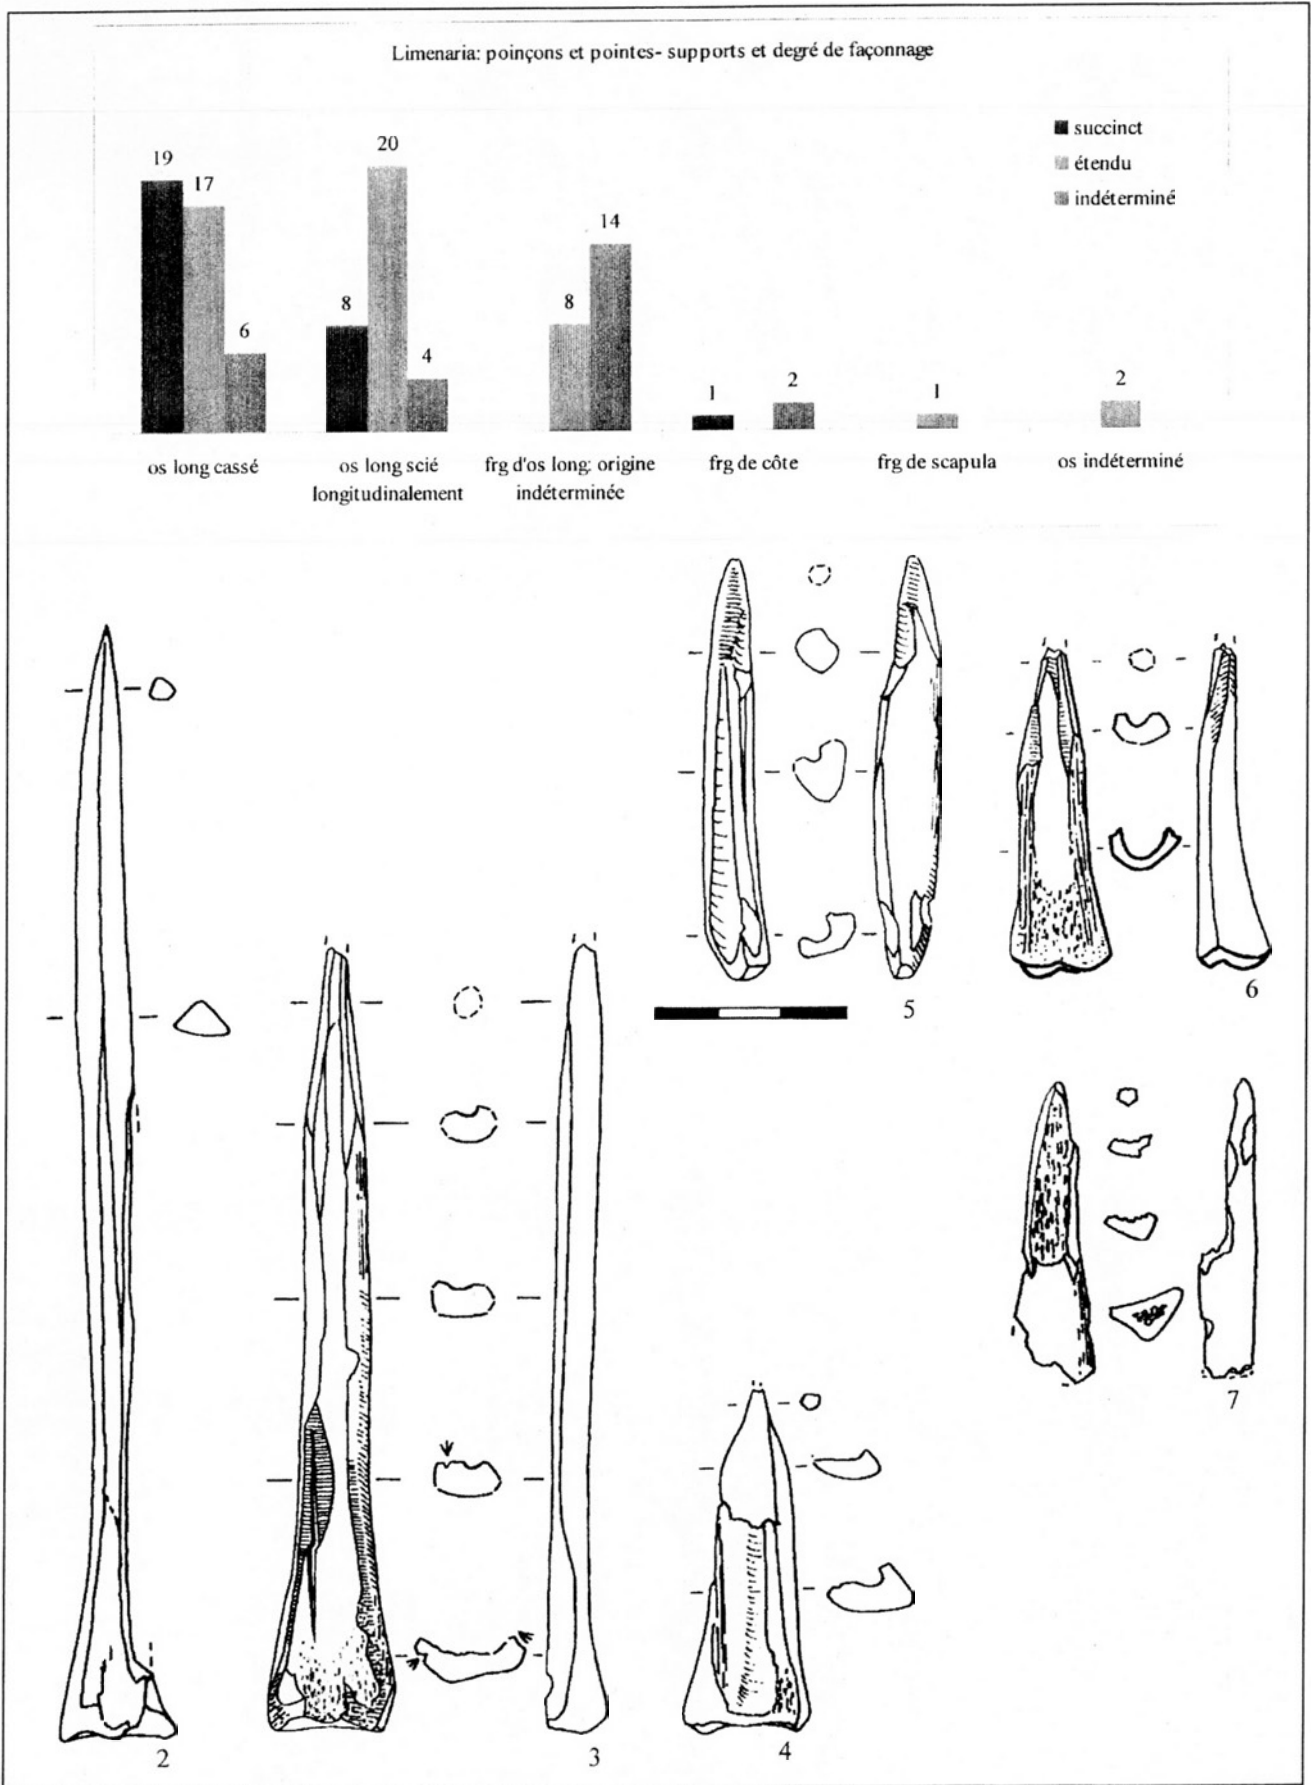 Limenaria: poinçons et pointes- supports et degré de façonnage
succinct
étendu
indéterminé
19
17
6
8
20
4
8
14
1
2
1
2
os long cassé
os long scié
longitudinalement
frg d'os long: origine
indéterminée
frg de côte
frg de scapula
os indéterminé
5
6
7
2
3
4